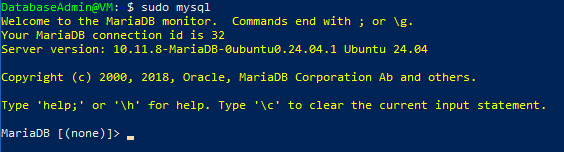 DatabaseAdmin@VM: $ sudo mysql
Welcome to the MariaDB monitor.  Commands end with ; or \g.
Your MariaDB connection id is 32
Server version: 10.11.8-MariaDB-0ubuntu0.24.04.1 Ubuntu 24.04
Copyright (c) 2000, 2018, Oracle, MariaDB Corporation Ab and others.
Type 'help;' or '\h' for help. Type '\c' to clear the current input statement.
MariaDB [(none)]>